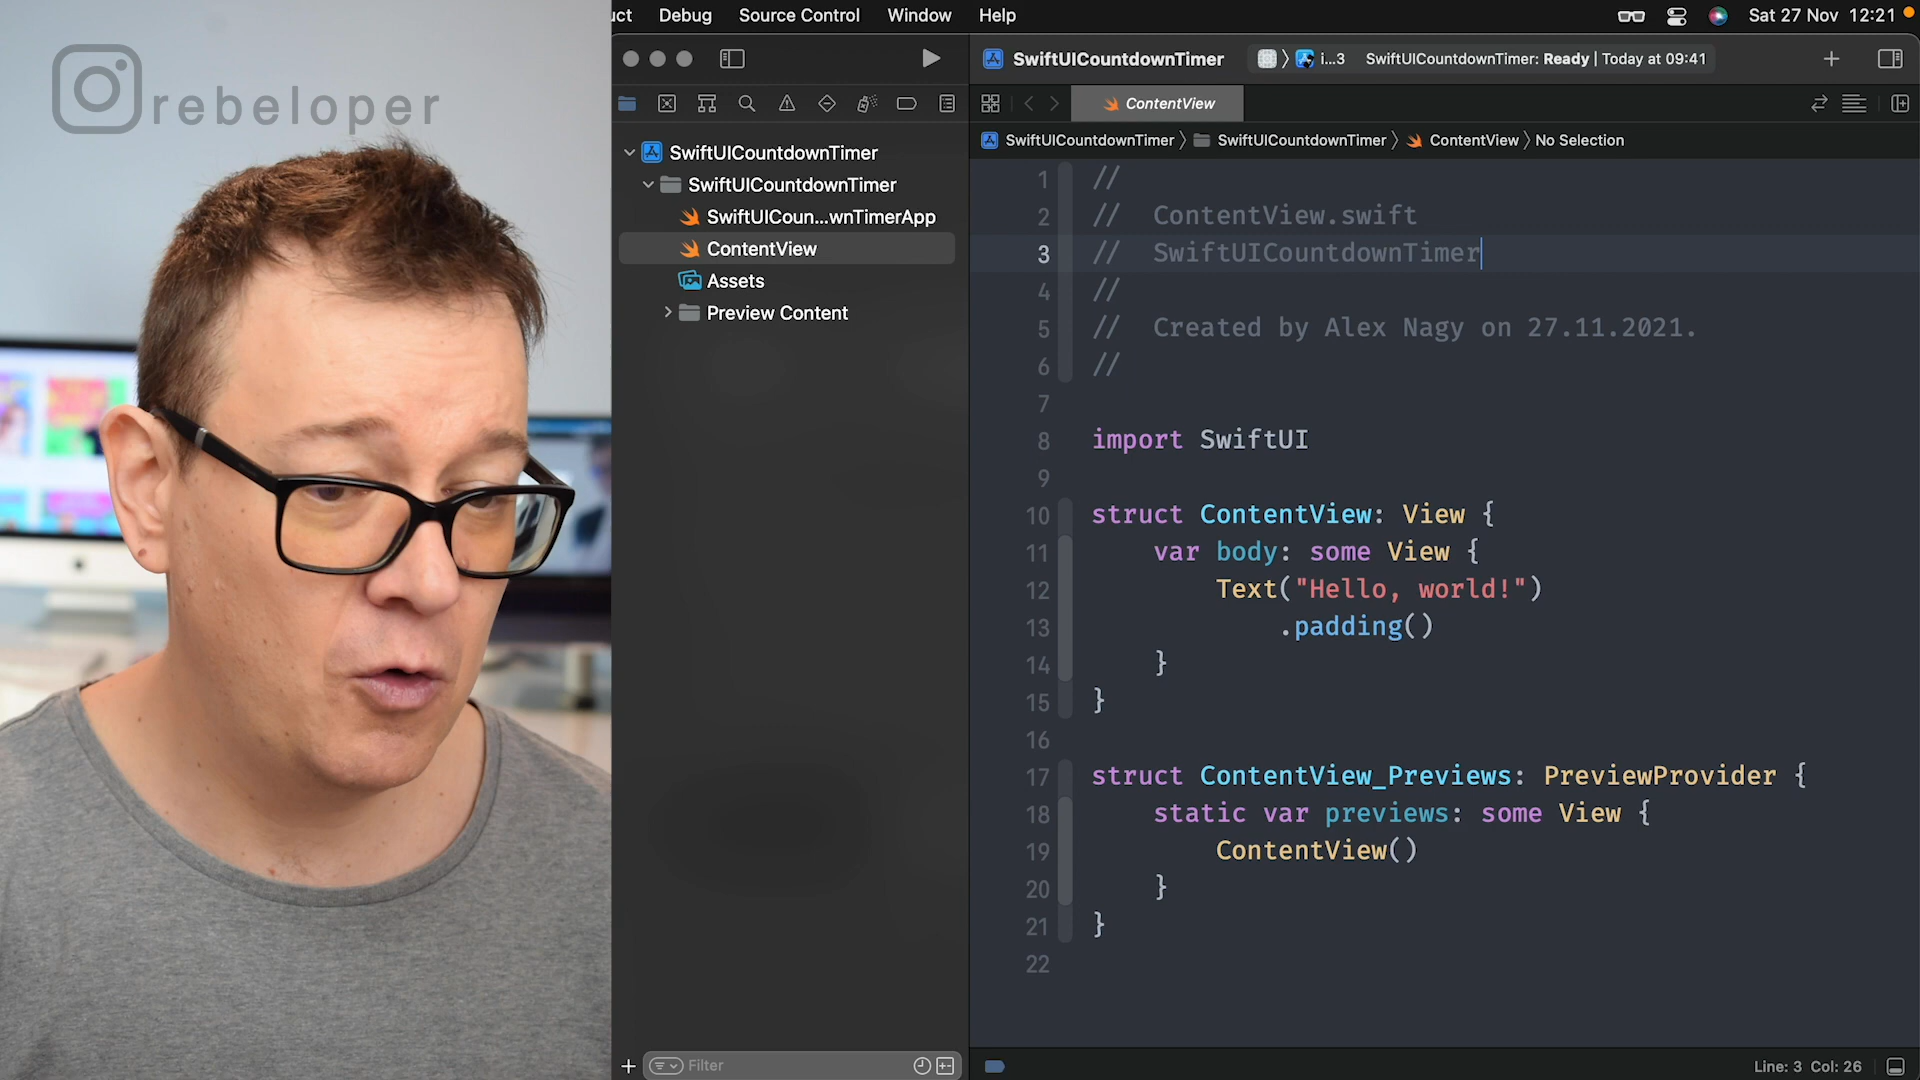 uct Debug Source Control Window Help Sat 27 Nov 12:21
rebeloper
SwiftUICountdownTimer i...3 SwiftUICountdownTimer: Ready | Today at 09:41
ContentView
SwiftUICountdownTimer SwiftUICountdownTimer ContentView No Selection
SwiftUICountdownTimer
SwiftUICountdownTimer
SwiftUICoun...wnTimerApp
ContentView
Assets
Preview Content
Filter
1 //
2 //  ContentView.swift
3 //  SwiftUICountdownTimer
4 //
5 //  Created by Alex Nagy on 27.11.2021.
6 //
7
8 import SwiftUI
9
10 struct ContentView: View {
11     var body: some View {
12         Text("Hello, world!")
13             .padding()
14     }
15 }
16
17 struct ContentView_Previews: PreviewProvider {
18     static var previews: some View {
19         ContentView()
20     }
21 }
22
Line: 3 Col: 26